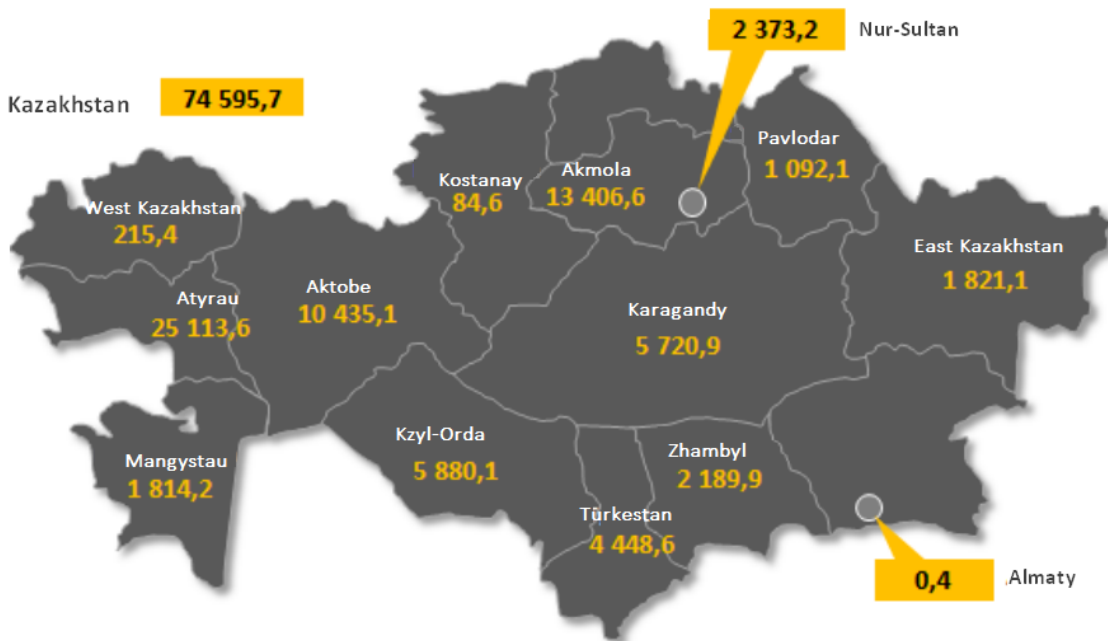 2 373,2
Nur-Sultan
Kazakhstan
74 595,7
Pavlodar
1 092,1
Akmola
13 406,6
Kostanay
84,6
West Kazakhstan
215,4
East Kazakhstan
1 821,1
Atyrau
25 113,6
Aktobe
10 435,1
Karagandy
5 720,9
Kzyl-Orda
5 880,1
Zhambyl
2 189,9
Mangystau
1 814,2
Türkestan
4 448,6
0,4
Almaty